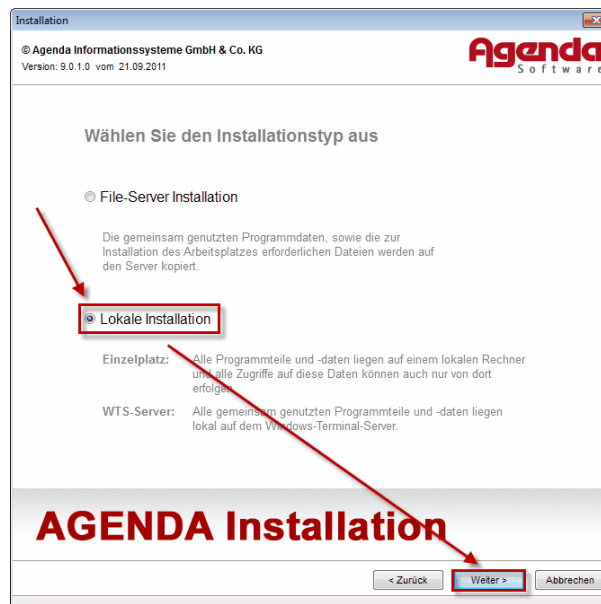 Installation
© Agenda Informationssysteme GmbH & Co. KG
Version: 9.0.1.0 vom 21.09.2011
Agenda
Software
Wählen Sie den Installationstyp aus
File-Server Installation
Die gemeinsam genutzten Programmdaten, sowie die zur
Installation des Arbeitsplatzes erforderlichen Dateien werden auf
den Server kopiert.
Lokale Installation
Einzelplatz: Alle Programmteile und -daten liegen auf einem lokalen Rechner
und alle Zugriffe auf diese Daten können auch nur von dort
erfolgen.
WTS-Server: Alle gemeinsam genutzten Programmteile und -daten liegen
lokal auf dem Windows-Terminal-Server.
AGENDA Installation
< Zurück Weiter > Abbrechen